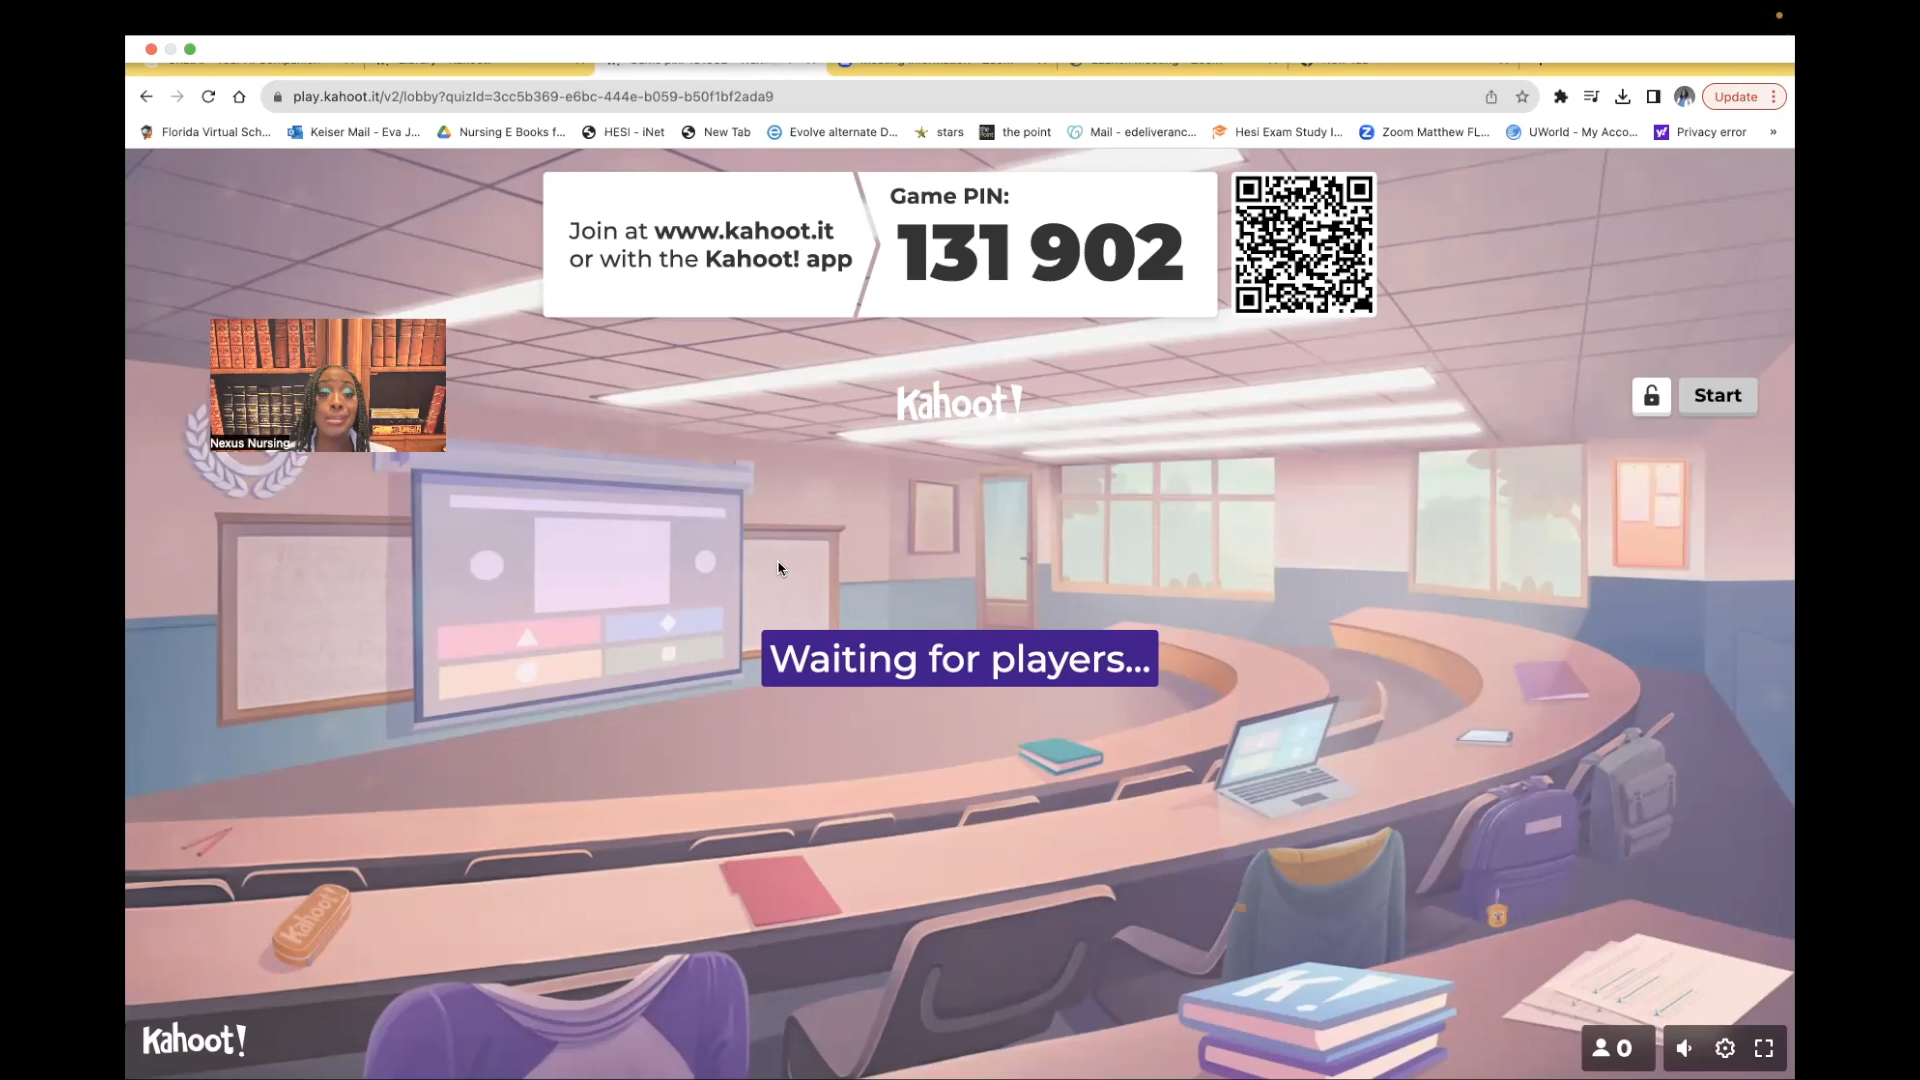 play.kahoot.it/v2/lobby?quizId=3cc5b369-e6bc-444e-b059-b50f1bf2ada9
Update
Florida Virtual Sch...
Keiser Mail - Eva J...
Nursing E Books f...
HESI - iNet
New Tab
Evolve alternate D...
stars
the point
Mail - edeliveranc...
Hesi Exam Study I...
Zoom Matthew FL...
UWorld - My Acco...
Privacy error
»
Join at www.kahoot.it
or with the Kahoot! app
Game PIN:
131 902
Nexus Nursing
Kahoot!
Start
Waiting for players...
Kahoot!
K!
Kahoot!
0